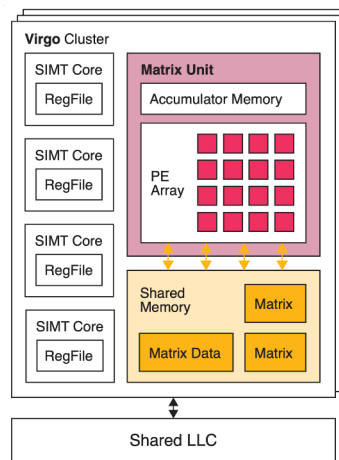 Virgo Cluster
SIMT Core
RegFile
SIMT Core
RegFile
SIMT Core
RegFile
SIMT Core
RegFile
Matrix Unit
Accumulator Memory
PE
Array
Shared
Memory
Matrix
Matrix Data
Matrix
Shared LLC